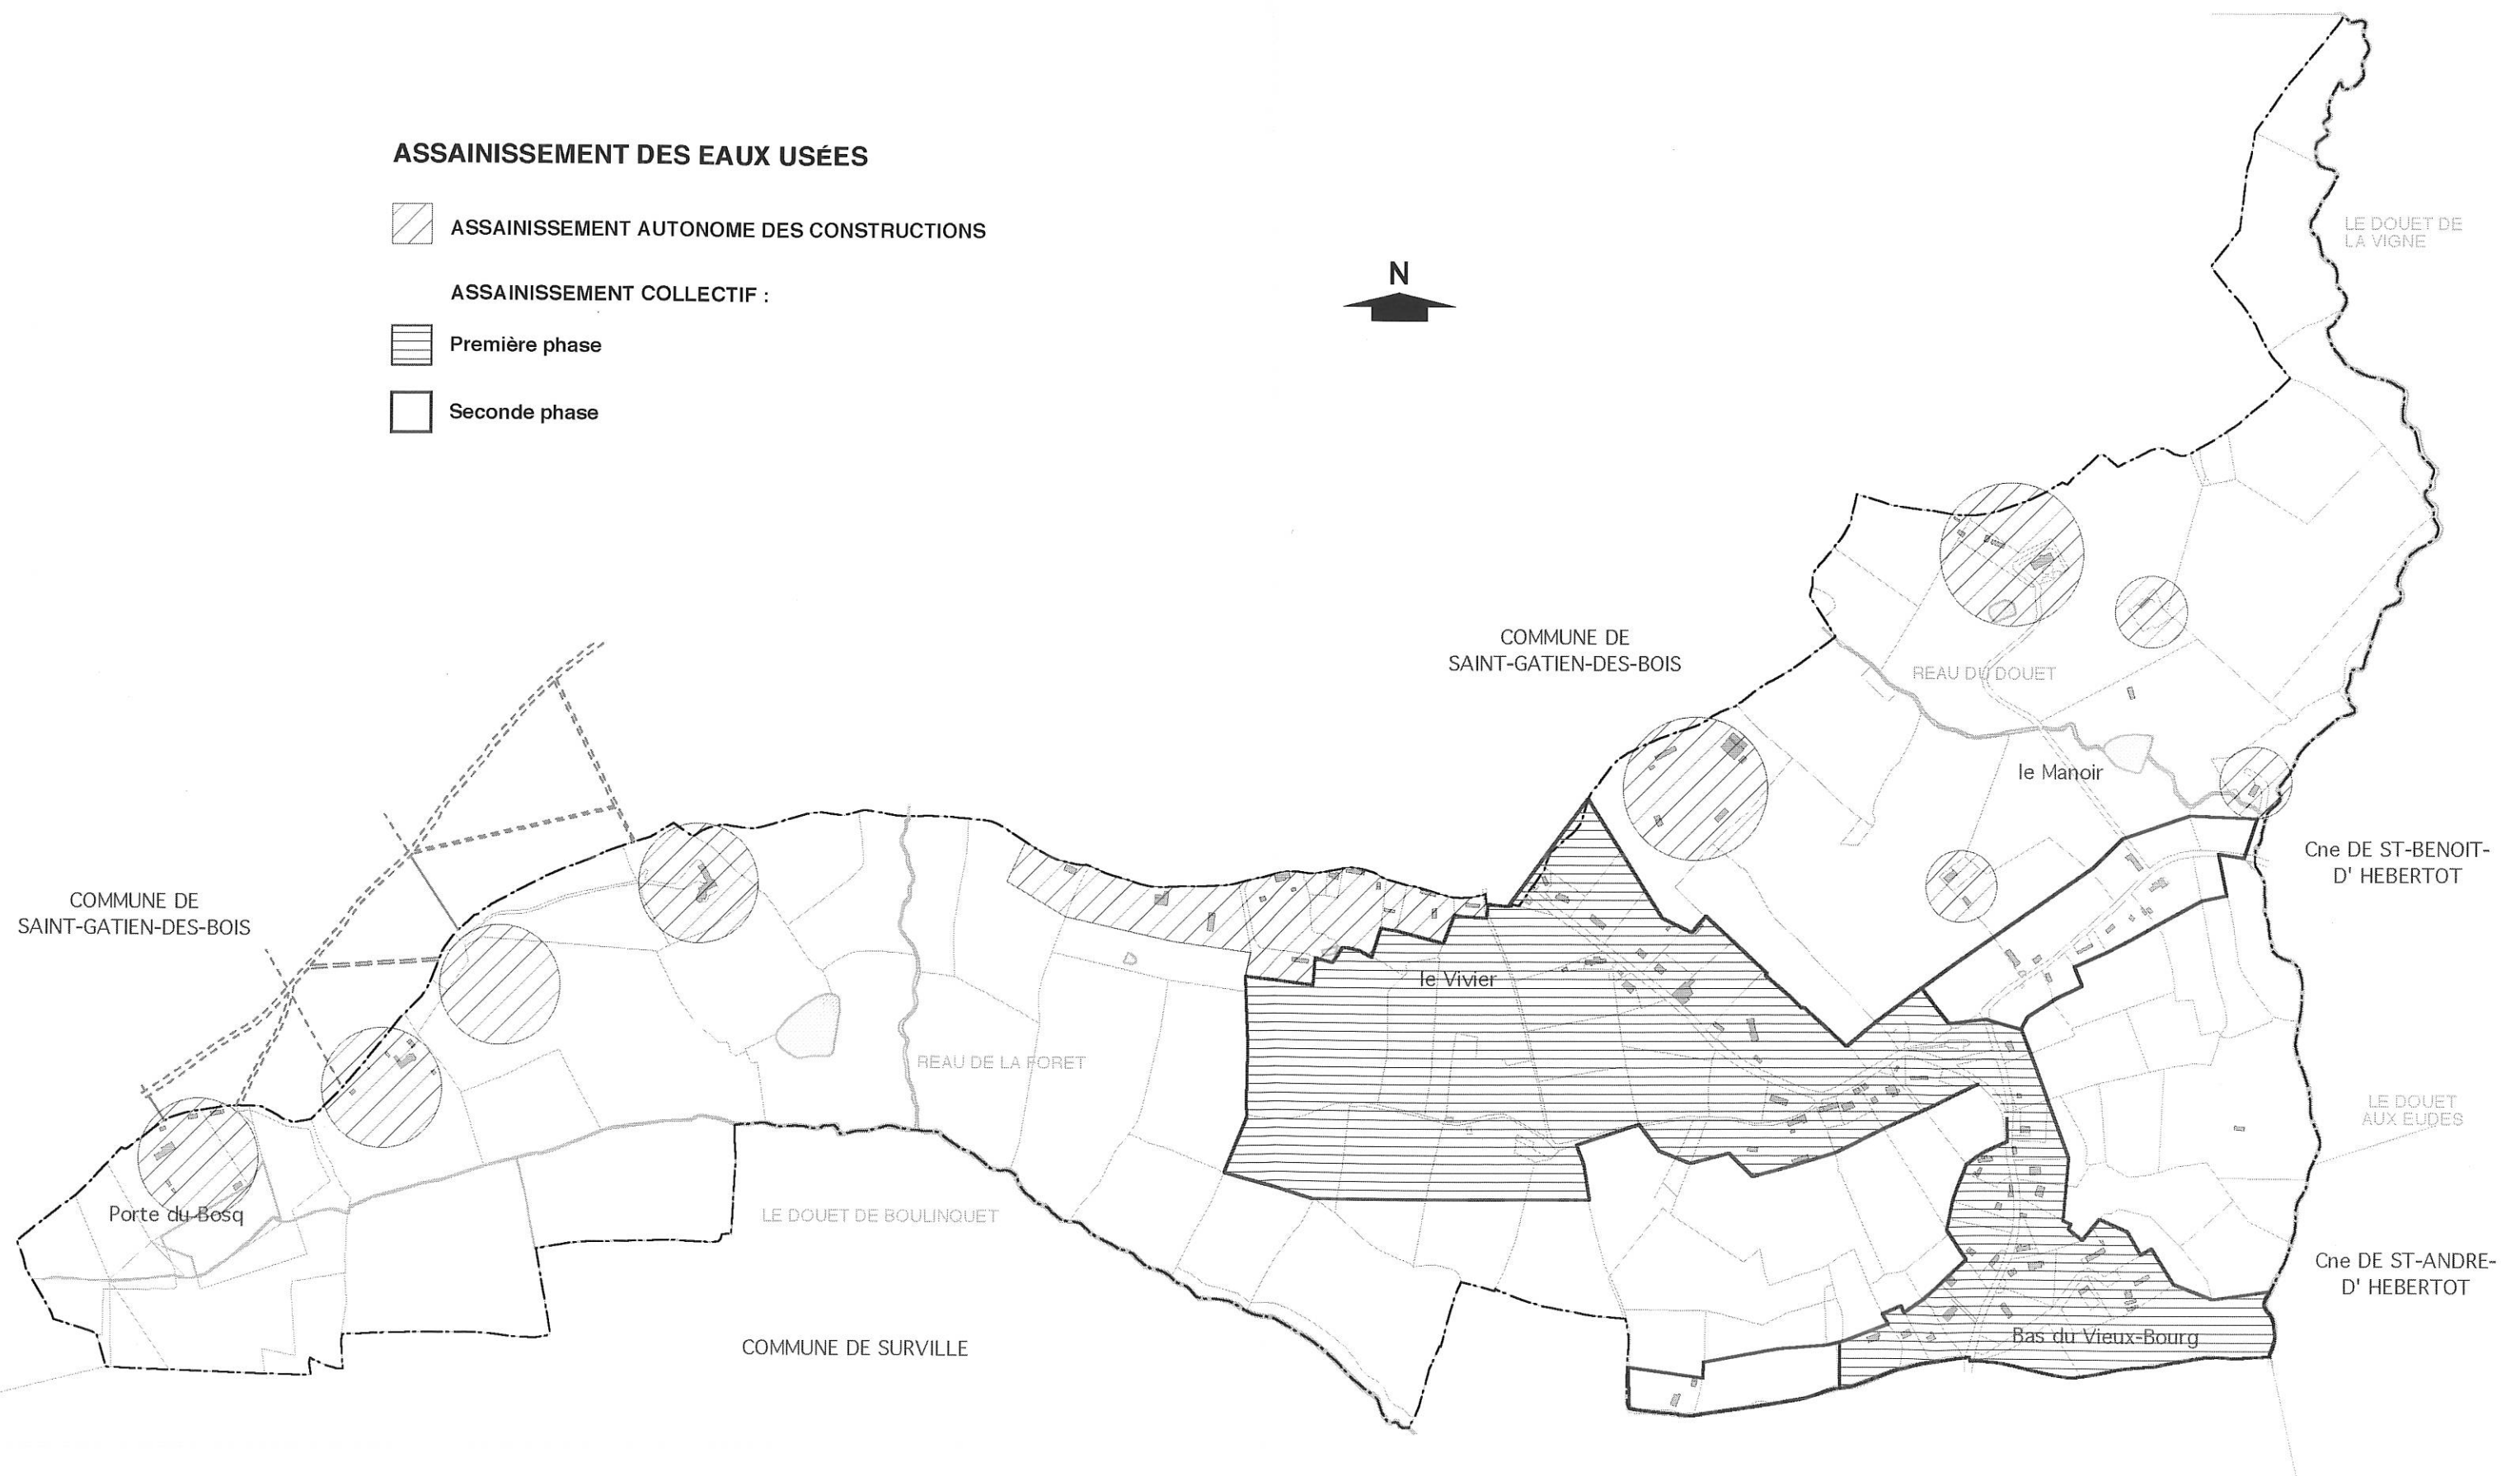 ASSAINISSEMENT DES EAUX USÉES
ASSAINISSEMENT AUTONOME DES CONSTRUCTIONS
ASSAINISSEMENT COLLECTIF :
Première phase
Seconde phase
N
LE DOUET DE
LA VIGNE
COMMUNE DE
SAINT-GATIEN-DES-BOIS
REAU DU DOUET
le Manoir
Cne DE ST-BENOIT-
D' HEBERTOT
COMMUNE DE
SAINT-GATIEN-DES-BOIS
le Vivier
REAU DE LA FORET
LE DOUET
AUX EUDES
Porte du Bosq
LE DOUET DE BOULINQUET
Cne DE ST-ANDRE-
D' HEBERTOT
Bas du Vieux-Bourg
COMMUNE DE SURVILLE